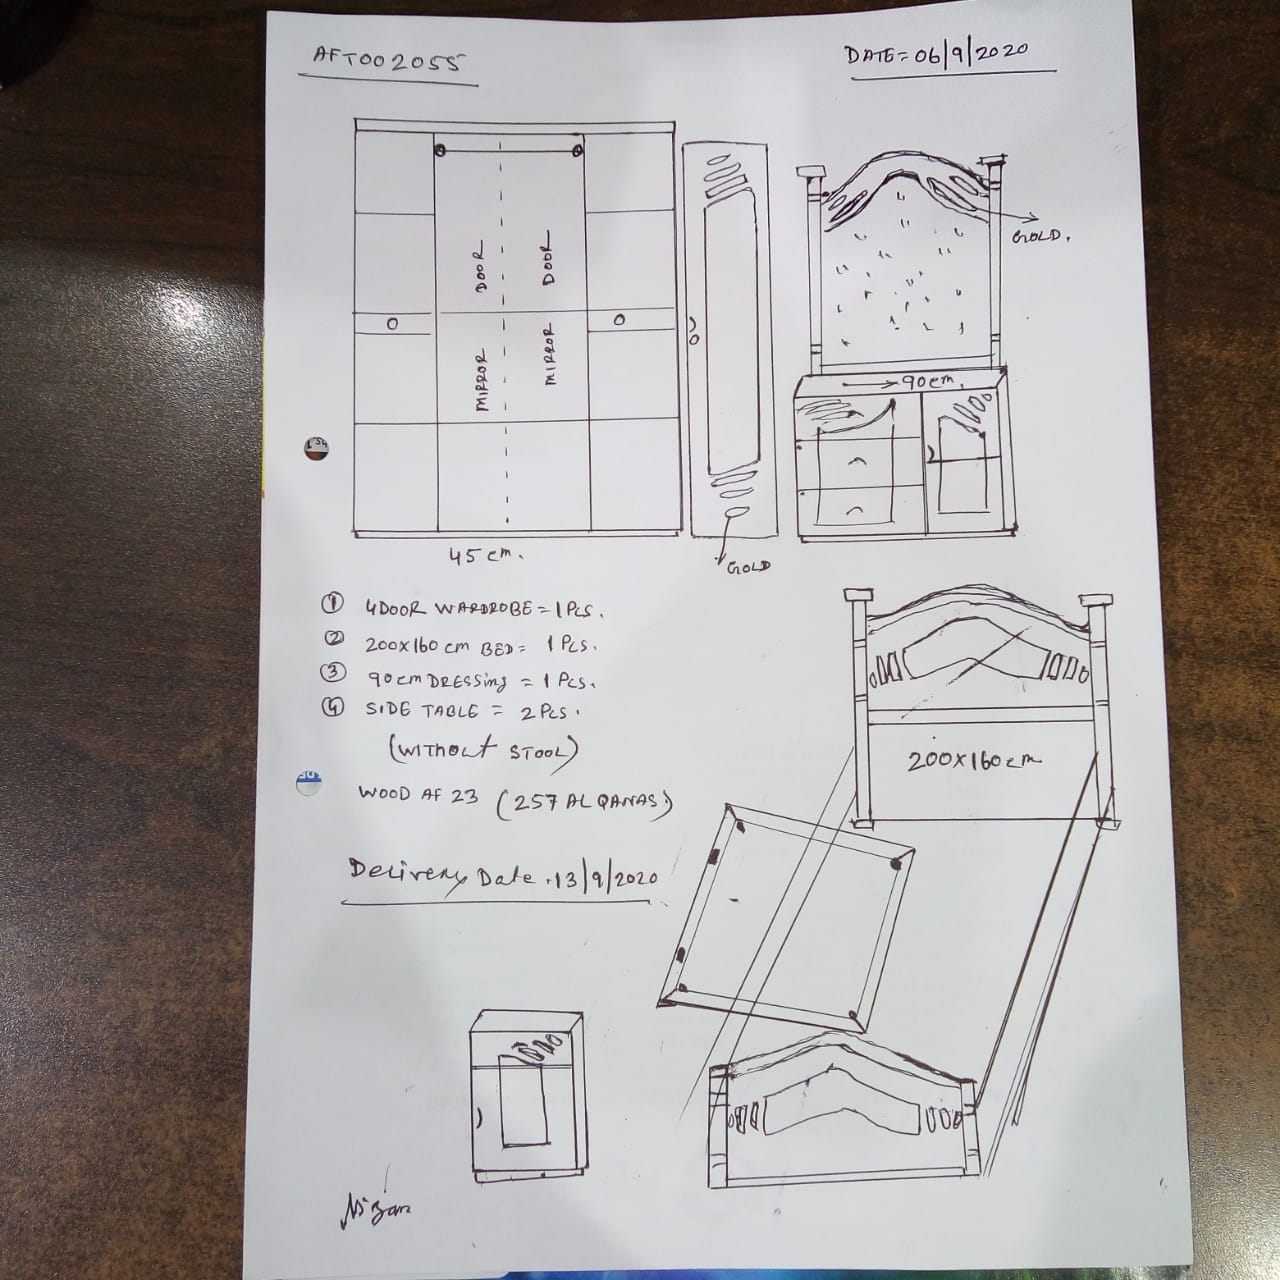 AFT002055
DATE=06/9/2020
DOOR
DOOR
MIRROR
MIRROR
45 cm.
GOLD
GOLD.
90cm.
① 4DOOR WARDROBE = 1 PCS.
② 200x160 cm BED = 1 PCS.
③ 90cm DRESSing = 1 PCS.
④ SIDE TABLE = 2 PCS.
(WITHOUT STOOL)
WOOD AF 23 (257 AL QANAS)
200x160cm
Delivery Date . 13/9/2020
Nizam